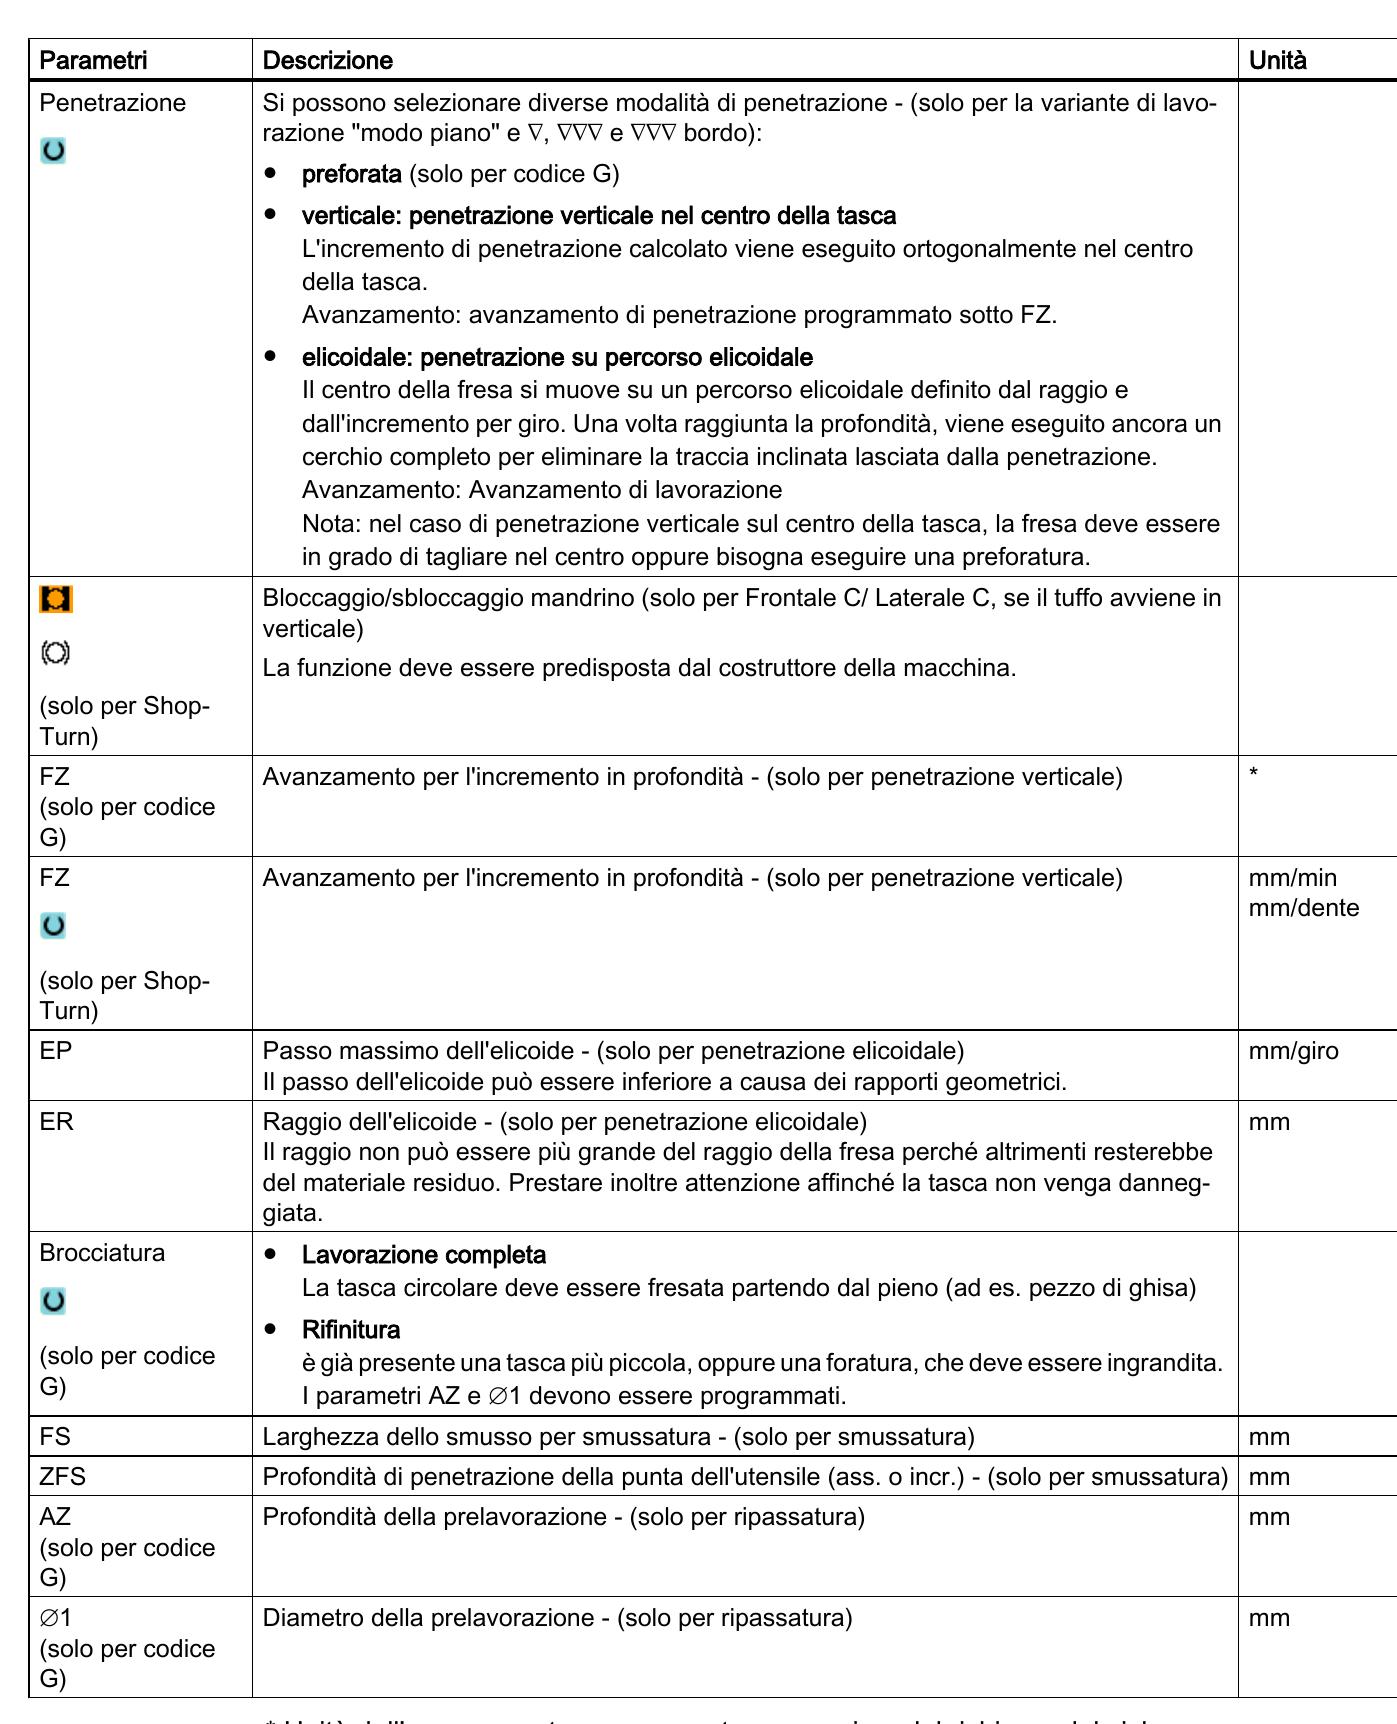 Parametri Descrizione Unità
Penetrazione
Si possono selezionare diverse modalità di penetrazione - (solo per la variante di lavo-
razione "modo piano" e ∇, ∇∇∇ e ∇∇∇ bordo):
● preforata (solo per codice G)
● verticale: penetrazione verticale nel centro della tasca
L'incremento di penetrazione calcolato viene eseguito ortogonalmente nel centro
della tasca.
Avanzamento: avanzamento di penetrazione programmato sotto FZ.
● elicoidale: penetrazione su percorso elicoidale
Il centro della fresa si muove su un percorso elicoidale definito dal raggio e
dall'incremento per giro. Una volta raggiunta la profondità, viene eseguito ancora un
cerchio completo per eliminare la traccia inclinata lasciata dalla penetrazione.
Avanzamento: Avanzamento di lavorazione
Nota: nel caso di penetrazione verticale sul centro della tasca, la fresa deve essere
in grado di tagliare nel centro oppure bisogna eseguire una preforatura.
(solo per Shop-
Turn)
Bloccaggio/sbloccaggio mandrino (solo per Frontale C/ Laterale C, se il tuffo avviene in
verticale)
La funzione deve essere predisposta dal costruttore della macchina.
FZ
(solo per codice
G)
Avanzamento per l'incremento in profondità - (solo per penetrazione verticale)
*
FZ
(solo per Shop-
Turn)
Avanzamento per l'incremento in profondità - (solo per penetrazione verticale)
mm/min
mm/dente
EP
Passo massimo dell'elicoide - (solo per penetrazione elicoidale)
Il passo dell'elicoide può essere inferiore a causa dei rapporti geometrici.
mm/giro
ER
Raggio dell'elicoide - (solo per penetrazione elicoidale)
Il raggio non può essere più grande del raggio della fresa perché altrimenti resterebbe
del materiale residuo. Prestare inoltre attenzione affinché la tasca non venga danneg-
giata.
mm
Brocciatura
(solo per codice
G)
● Lavorazione completa
La tasca circolare deve essere fresata partendo dal pieno (ad es. pezzo di ghisa)
● Rifinitura
è già presente una tasca più piccola, oppure una foratura, che deve essere ingrandita.
I parametri AZ e ∅1 devono essere programmati.
FS Larghezza dello smusso per smussatura - (solo per smussatura) mm
ZFS Profondità di penetrazione della punta dell'utensile (ass. o incr.) - (solo per smussatura) mm
AZ
(solo per codice
G)
Profondità della prelavorazione - (solo per ripassatura)
mm
∅1
(solo per codice
G)
Diametro della prelavorazione - (solo per ripassatura)
mm